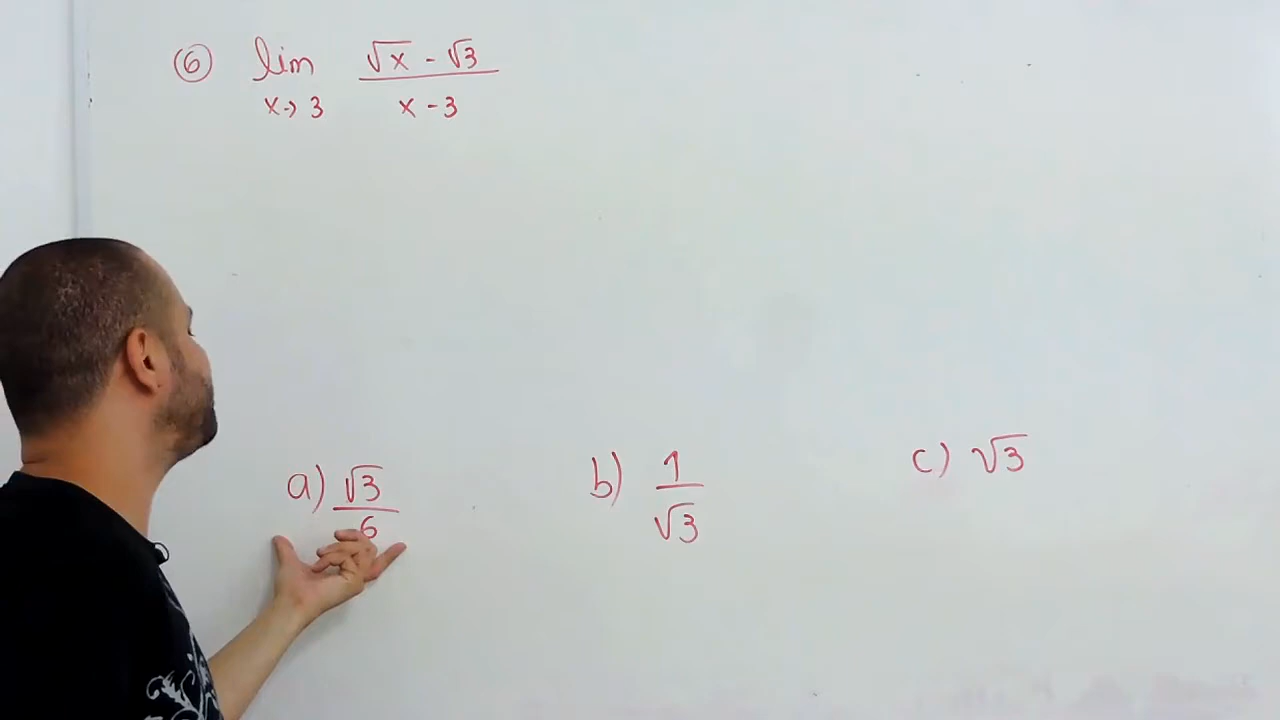 ⑥ lim √x - √3
x→3 x - 3
a) √3 b) 1 c) √3
6 √3